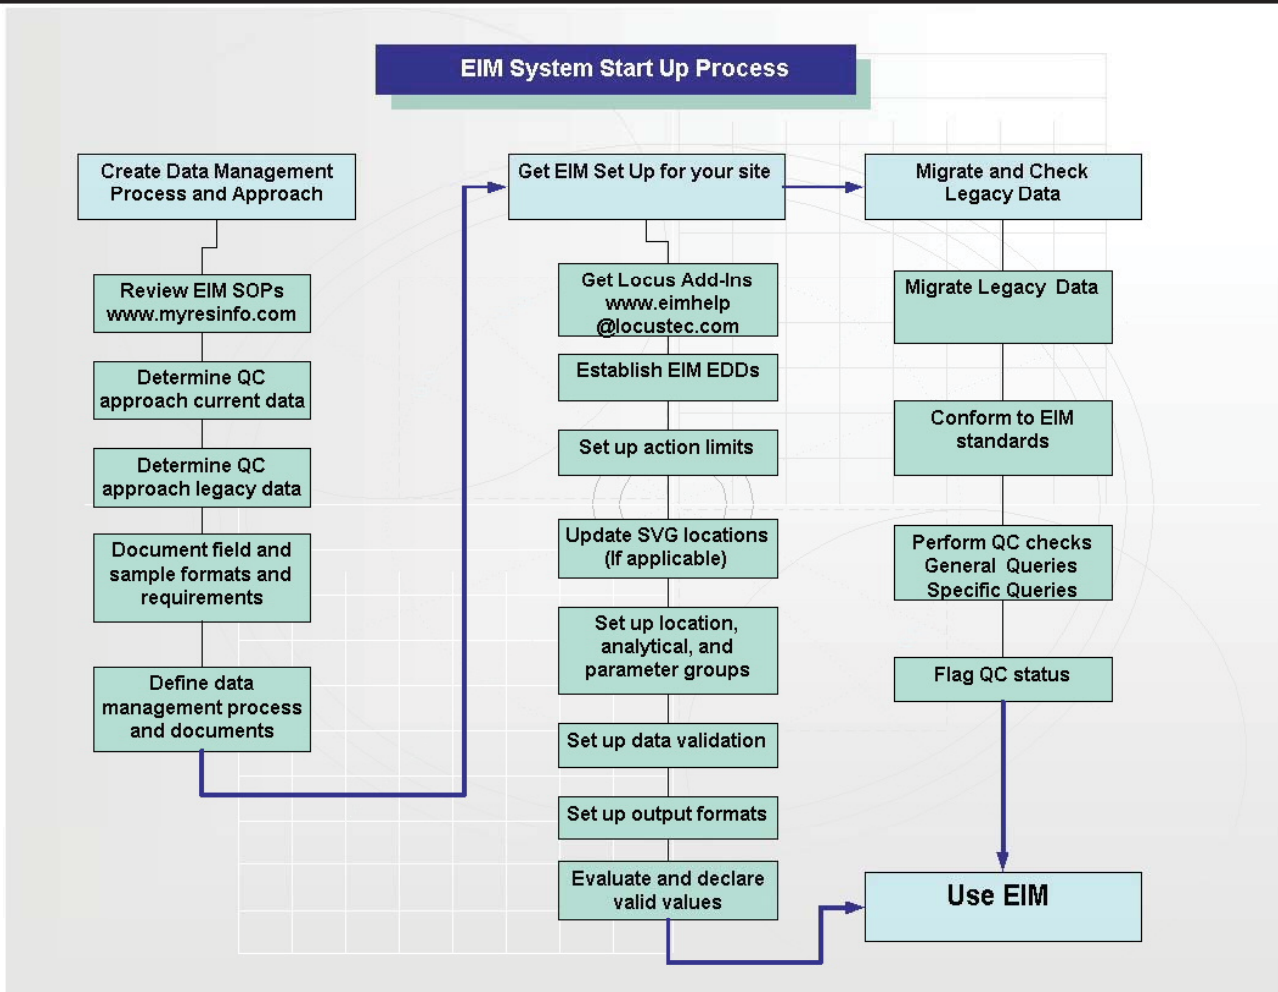 EIM System Start Up Process
Create Data Management
Process and Approach
Review EIM SOPs
www.myresinfo.com
Determine QC
approach current data
Determine QC
approach legacy data
Document field and
sample formats and
requirements
Define data
management process
and documents
Get EIM Set Up for your site
Get Locus Add-Ins
www.eimhelp
@locustec.com
Establish EIM EDDs
Set up action limits
Update SVG locations
(If applicable)
Set up location,
analytical, and
parameter groups
Set up data validation
Set up output formats
Evaluate and declare
valid values
Migrate and Check
Legacy Data
Migrate Legacy Data
Conform to EIM
standards
Perform QC checks
General Queries
Specific Queries
Flag QC status
Use EIM